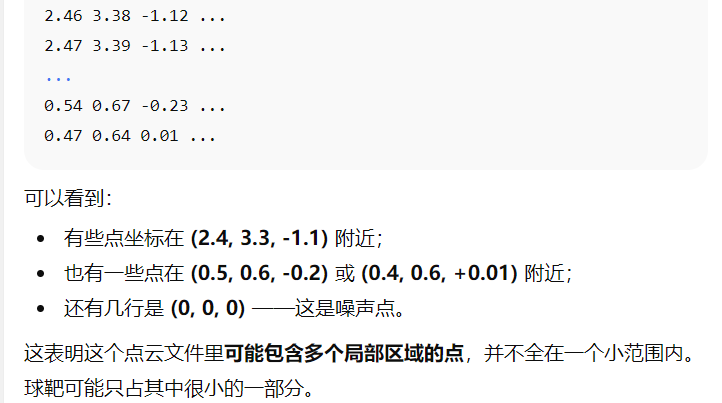 2.46 3.38 -1.12 ...
2.47 3.39 -1.13 ...
...
0.54 0.67 -0.23 ...
0.47 0.64 0.01 ...
可以看到：
• 有些点坐标在 (2.4, 3.3, -1.1) 附近；
• 也有一些点在 (0.5, 0.6, -0.2) 或 (0.4, 0.6, +0.01) 附近；
• 还有几行是 (0, 0, 0) ——这是噪声点。
这表明这个点云文件里可能包含多个局部区域的点，并不全在一个小范围内。
球靶可能只占其中很小的一部分。